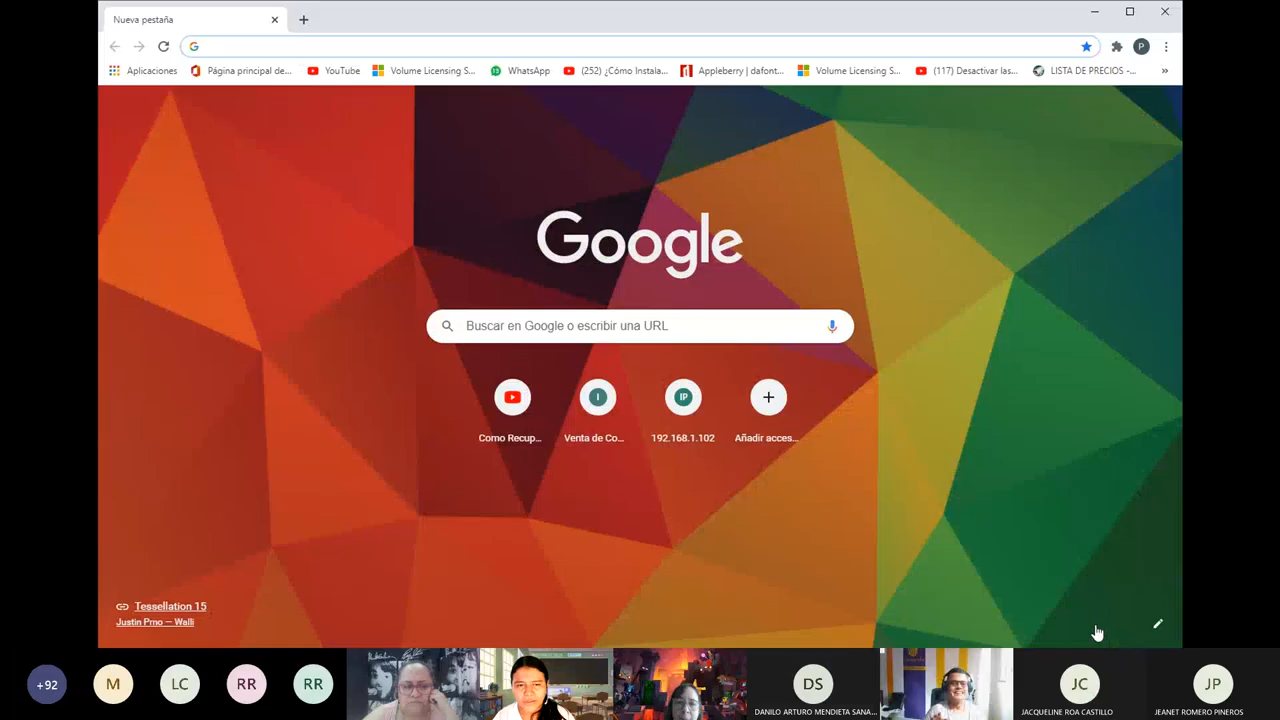 Nueva pestaña
Aplicaciones
Página principal de...
YouTube
Volume Licensing S...
WhatsApp
(252) ¿Cómo Instala...
Appleberry | dafont...
Volume Licensing S...
(117) Desactivar las...
LISTA DE PRECIOS -...
»
P
Google
Buscar en Google o escribir una URL
I
IP
Como Recup...
Venta de Co...
192.168.1.102
Añadir acces...
Tessellation 15
Justin Prno — Walli
+92
M
LC
RR
RR
DS
DANILO ARTURO MENDIETA SANA...
JC
JACQUELINE ROA CASTILLO
JP
JEANET ROMERO PINEROS